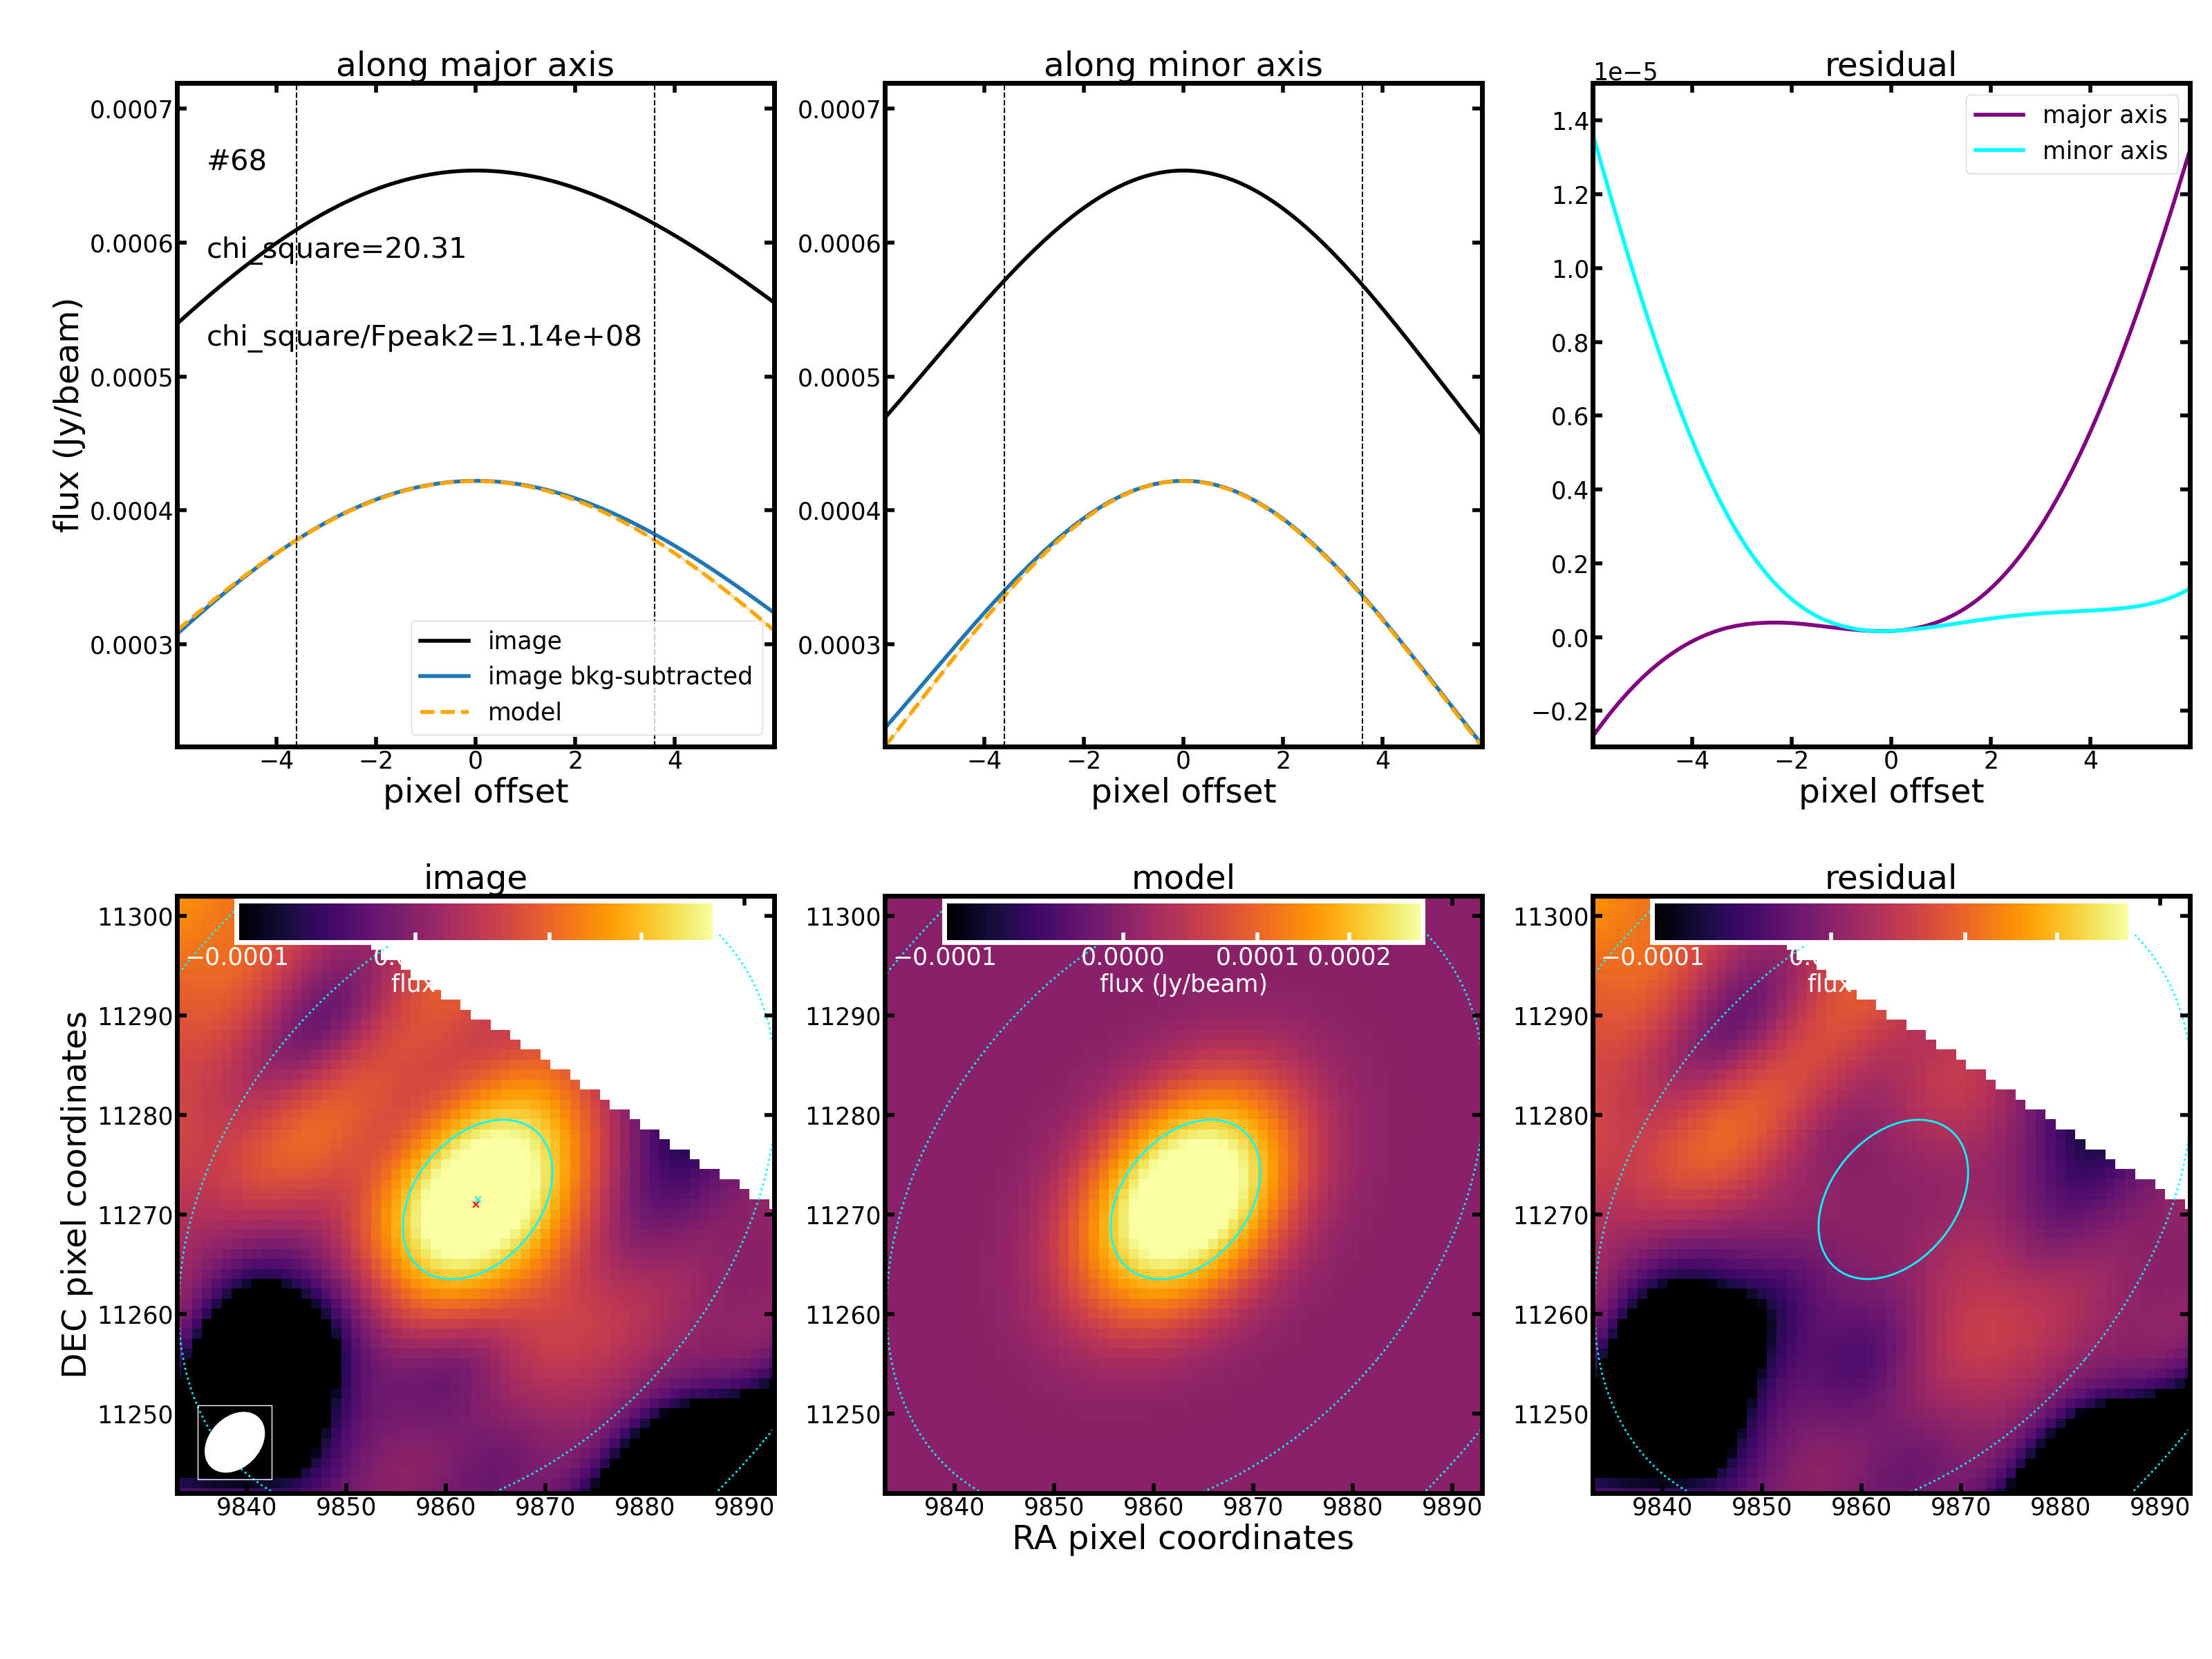 along major axis
0.0007
0.0006
0.0005
0.0004
0.0003
flux (Jy/beam)
#68
chi_square=20.31
chi_square/Fpeak2=1.14e+08
image
image bkg-subtracted
model
−4 −2 0 2 4
pixel offset
along minor axis
0.0007
0.0006
0.0005
0.0004
0.0003
−4 −2 0 2 4
pixel offset
residual
1e−5
1.4
1.2
1.0
0.8
0.6
0.4
0.2
0.0
−0.2
major axis
minor axis
−4 −2 0 2 4
pixel offset
image
11300
11290
11280
11270
11260
11250
DEC pixel coordinates
−0.0001
flux
9840 9850 9860 9870 9880 9890
model
11300
11290
11280
11270
11260
11250
−0.0001 0.0000 0.0001 0.0002
flux (Jy/beam)
9840 9850 9860 9870 9880 9890
RA pixel coordinates
residual
11300
11290
11280
11270
11260
11250
−0.0001
flux
9840 9850 9860 9870 9880 9890